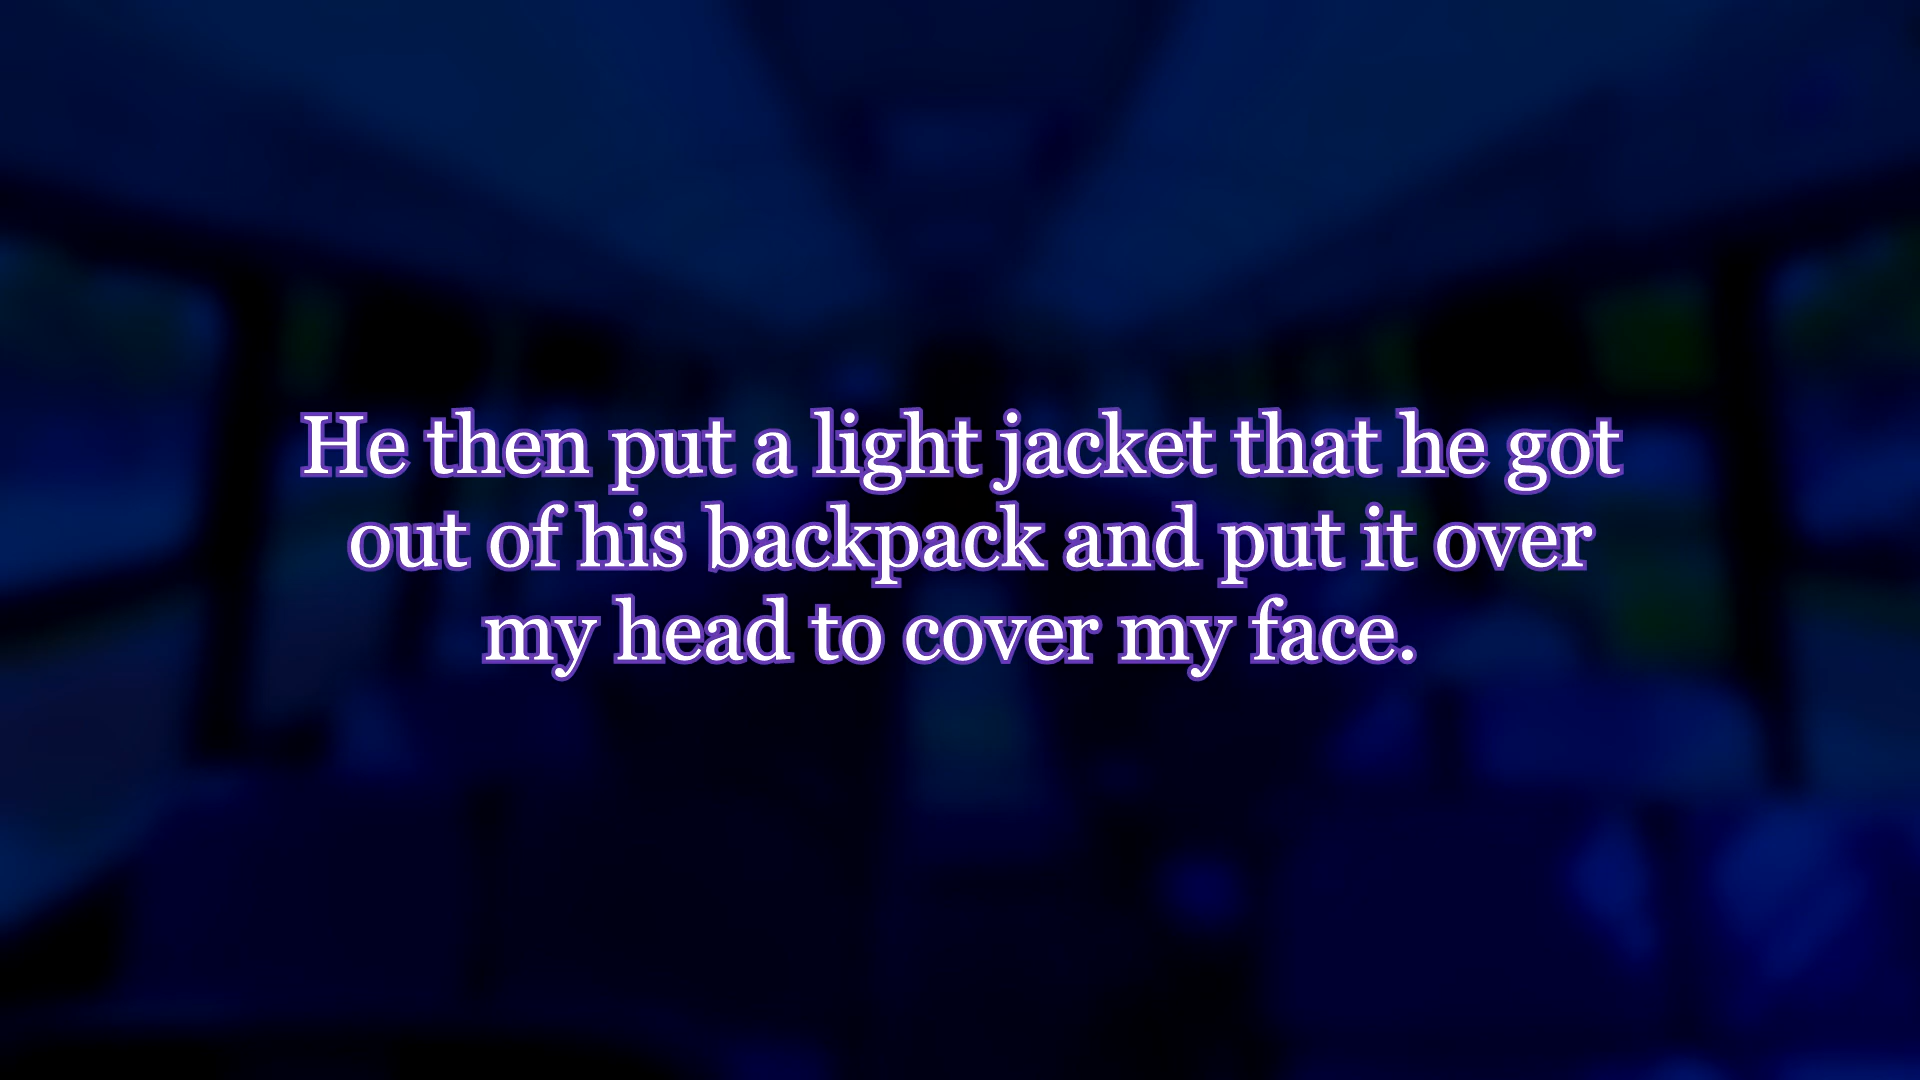 He then put a light jacket that he got
out of his backpack and put it over
my head to cover my face.